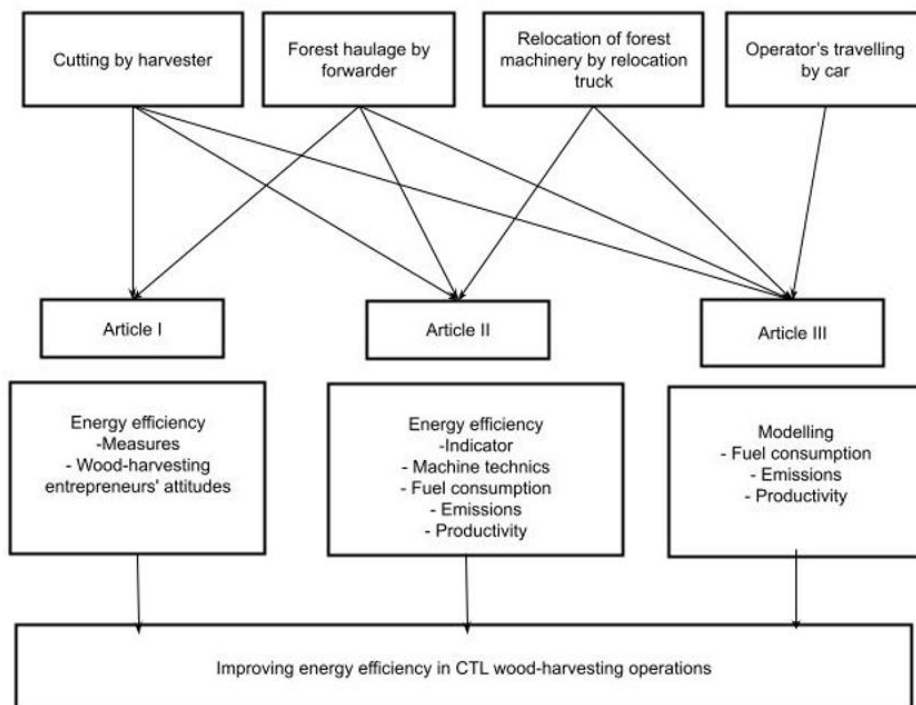 Cutting by harvester
Forest haulage by
forwarder
Relocation of forest
machinery by relocation
truck
Operator's travelling
by car
Article I
Article II
Article III
Energy efficiency
-Measures
- Wood-harvesting
entrepreneurs' attitudes
Energy efficiency
-Indicator
- Machine technics
- Fuel consumption
- Emissions
- Productivity
Modelling
- Fuel consumption
- Emissions
- Productivity
Improving energy efficiency in CTL wood-harvesting operations